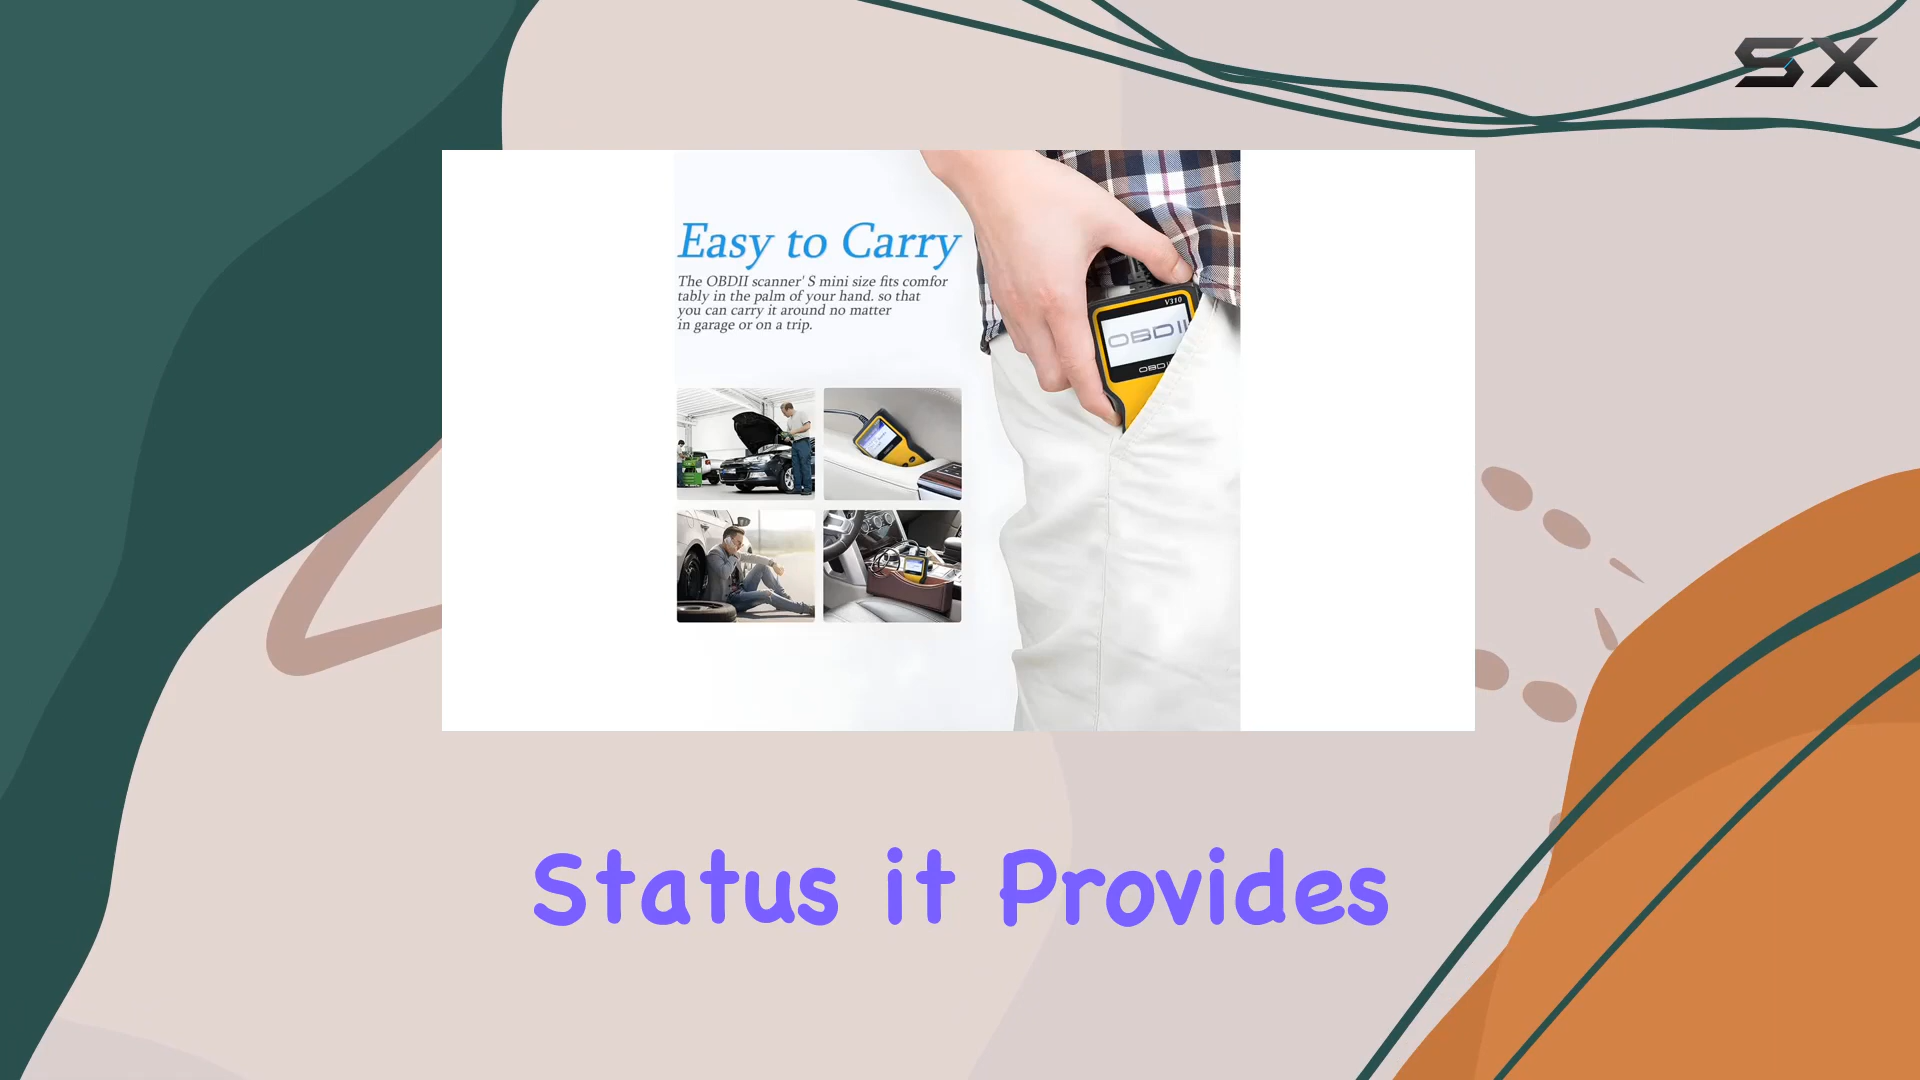 SX
Easy to Carry
The OBDII scanner' S mini size fits comfor
tably in the palm of your hand. so that
you can carry it around no matter
in garage or on a trip.
V310
OBDII
OBDI
Status it Provides